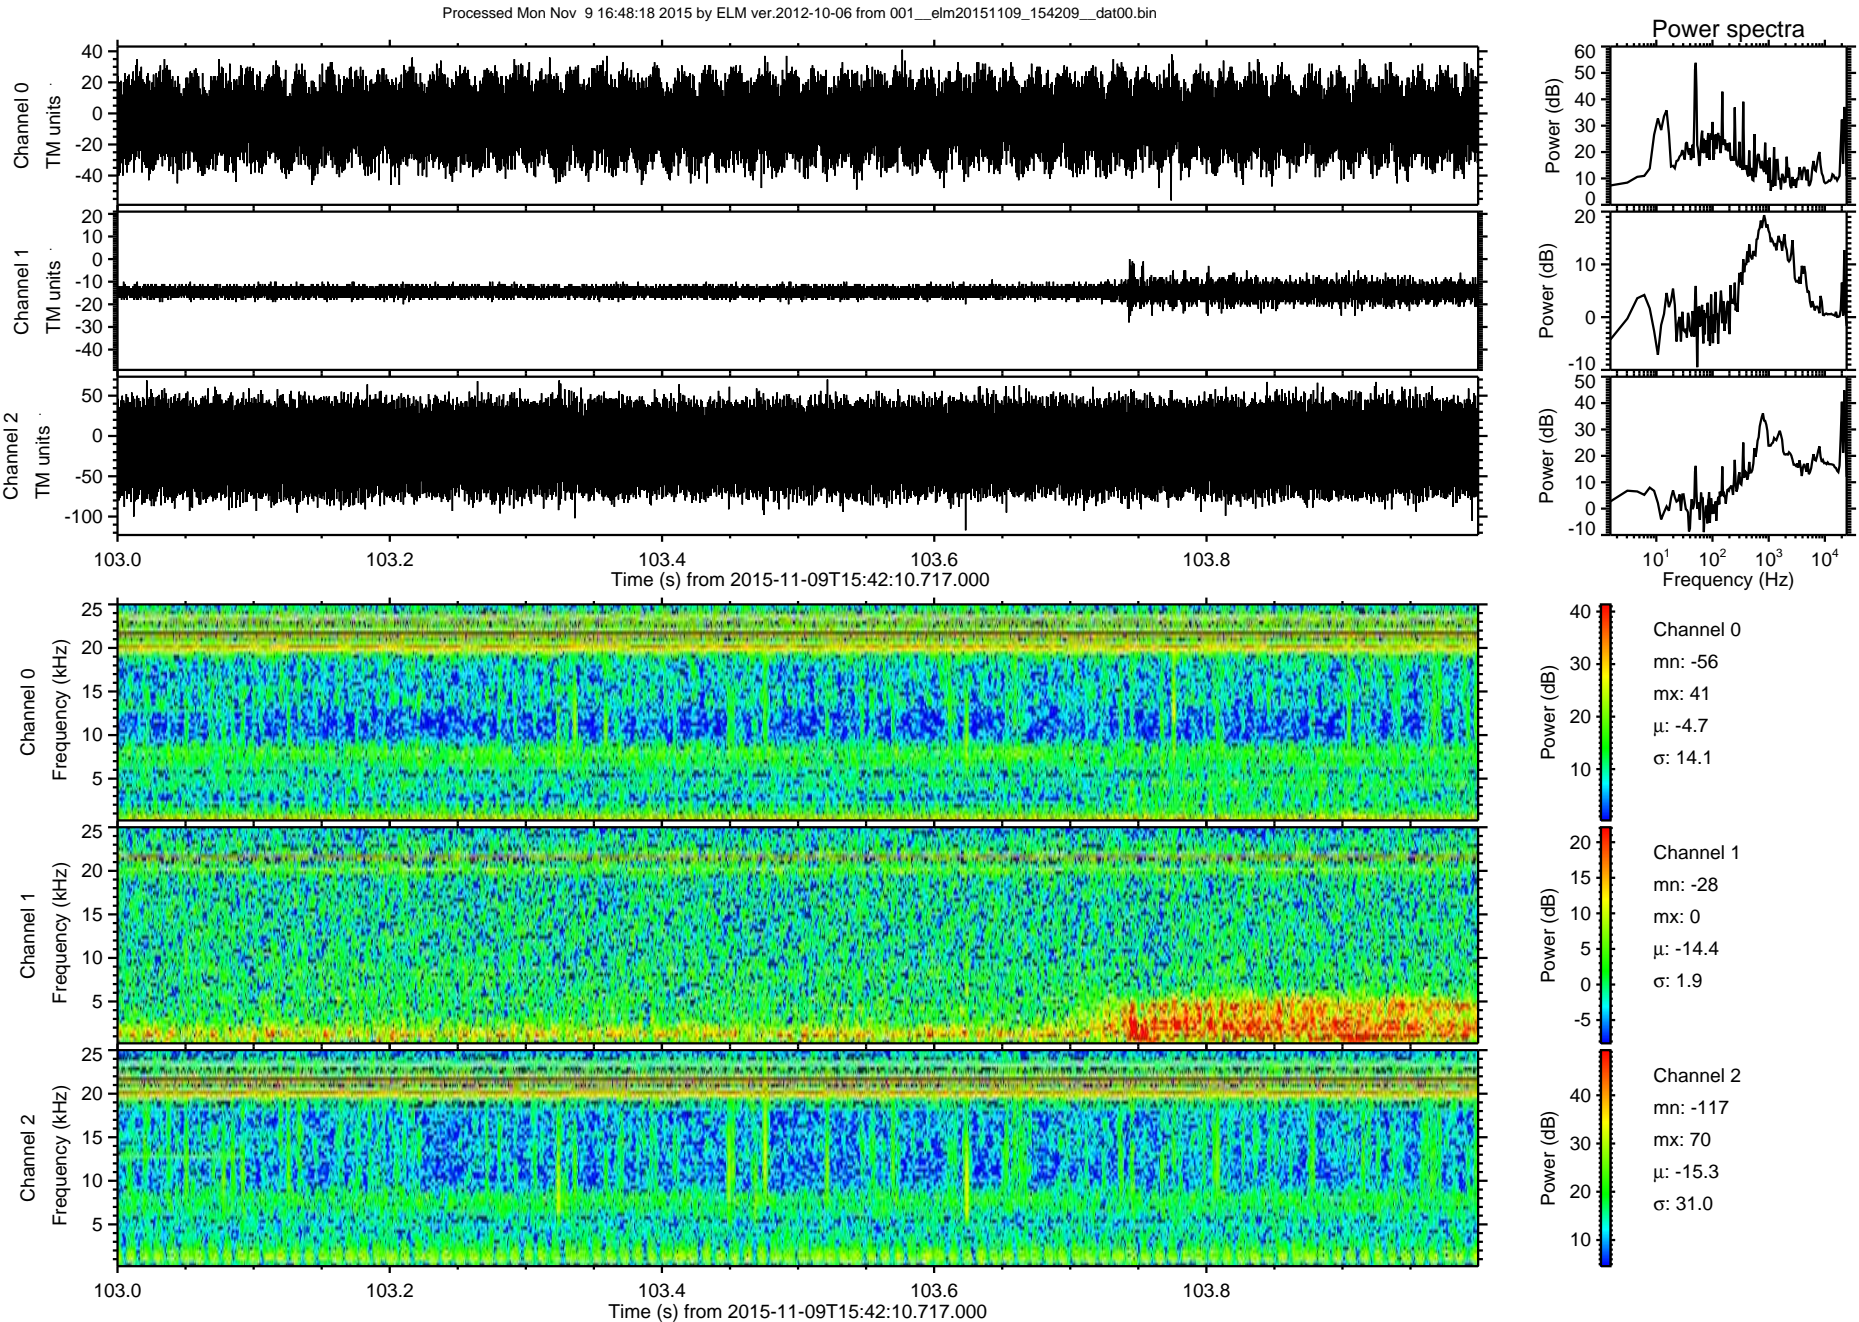 Processed Mon Nov  9 16:48:18 2015 by ELM ver.2012-10-06 from 001__elm20151109_154209__dat00.bin
Power spectra
Channel 0
TM units
40
20
0
-20
-40
Power (dB)
60
50
40
30
20
10
0
Channel 1
TM units
20
10
0
-10
-20
-30
-40
Power (dB)
20
10
0
-10
Channel 2
TM units
50
0
-50
-100
Power (dB)
50
40
30
20
10
0
-10
103.0 103.2 103.4 103.6 103.8
Time (s) from 2015-11-09T15:42:10.717.000
10^1 10^2 10^3 10^4
Frequency (Hz)
Channel 0
Frequency (kHz)
25
20
15
10
5
Power (dB)
40
30
20
10
Channel 0
mn: -56
mx: 41
μ: -4.7
σ: 14.1
Channel 1
Frequency (kHz)
25
20
15
10
5
Power (dB)
20
15
10
5
0
-5
Channel 1
mn: -28
mx: 0
μ: -14.4
σ: 1.9
Channel 2
Frequency (kHz)
25
20
15
10
5
Power (dB)
40
30
20
10
Channel 2
mn: -117
mx: 70
μ: -15.3
σ: 31.0
103.0 103.2 103.4 103.6 103.8
Time (s) from 2015-11-09T15:42:10.717.000